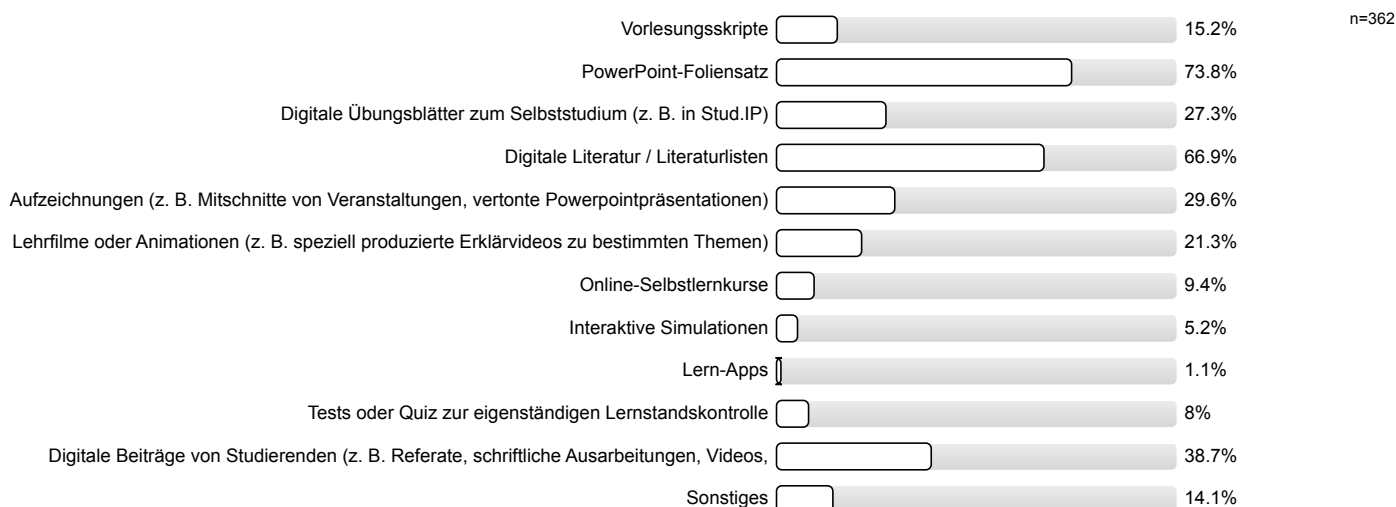 n=362
Vorlesungsskripte 15.2%
PowerPoint-Foliensatz 73.8%
Digitale Übungsblätter zum Selbststudium (z. B. in Stud.IP) 27.3%
Digitale Literatur / Literaturlisten 66.9%
Aufzeichnungen (z. B. Mitschnitte von Veranstaltungen, vertonte Powerpointpräsentationen) 29.6%
Lehrfilme oder Animationen (z. B. speziell produzierte Erklärvideos zu bestimmten Themen) 21.3%
Online-Selbstlernkurse 9.4%
Interaktive Simulationen 5.2%
Lern-Apps 1.1%
Tests oder Quiz zur eigenständigen Lernstandskontrolle 8%
Digitale Beiträge von Studierenden (z. B. Referate, schriftliche Ausarbeitungen, Videos, 38.7%
Sonstiges 14.1%